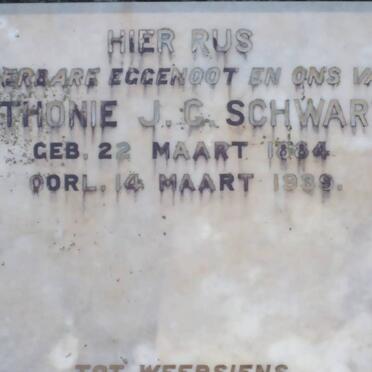 HIER RUS
ERBARE EGGENOOT EN ONS VA
THONIE J. G. SCHWAR
GEB. 22 MAART 1884
OORL. 14 MAART 1939.
TOT WEERSIENS